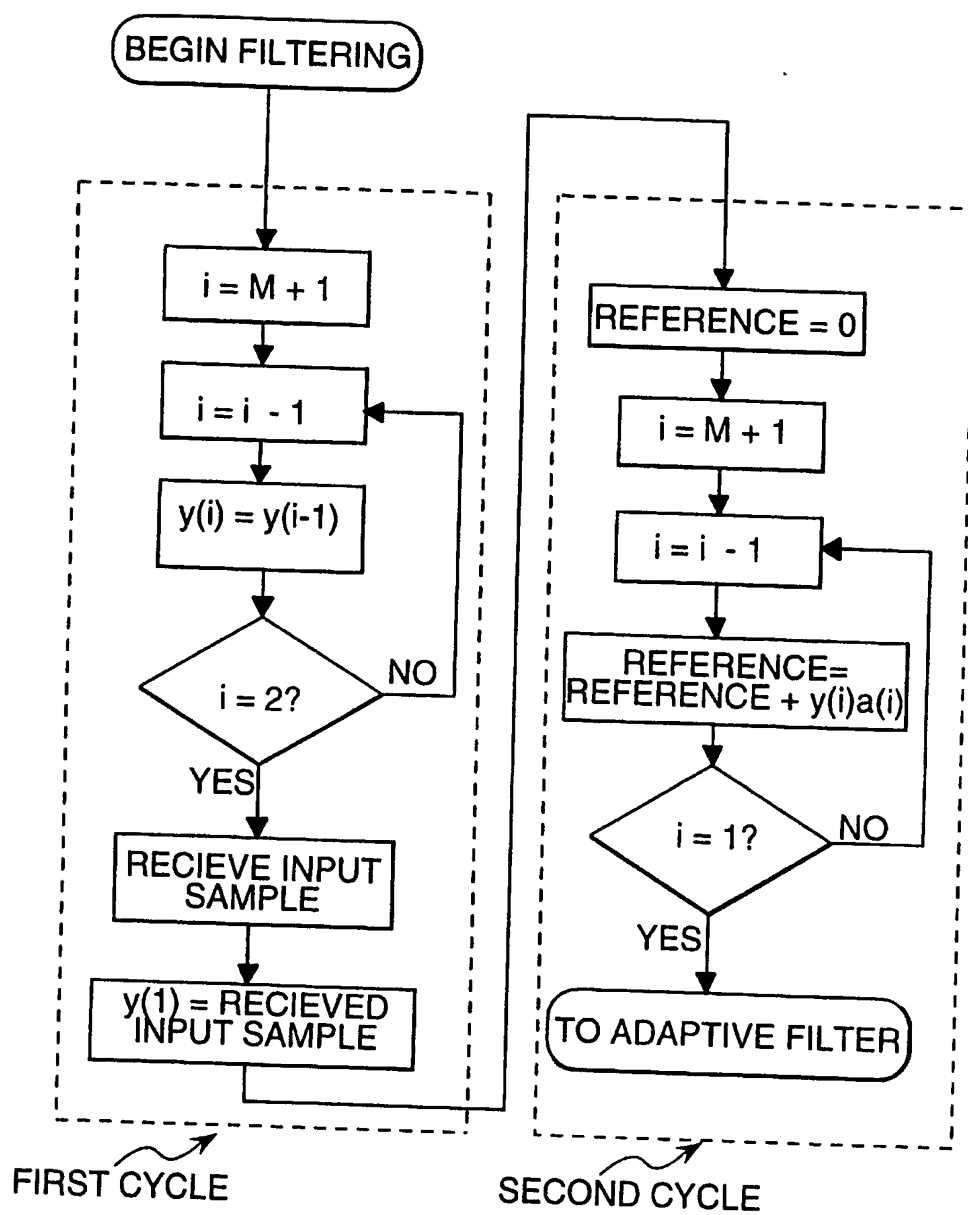 BEGIN FILTERING
i = M + 1
i = i - 1
y(i) = y(i-1)
i = 2?
NO
YES
RECIEVE INPUT
SAMPLE
y(1) = RECIEVED
INPUT SAMPLE
FIRST CYCLE
REFERENCE = 0
i = M + 1
i = i - 1
REFERENCE=
REFERENCE + y(i)a(i)
i = 1?
NO
YES
TO ADAPTIVE FILTER
SECOND CYCLE